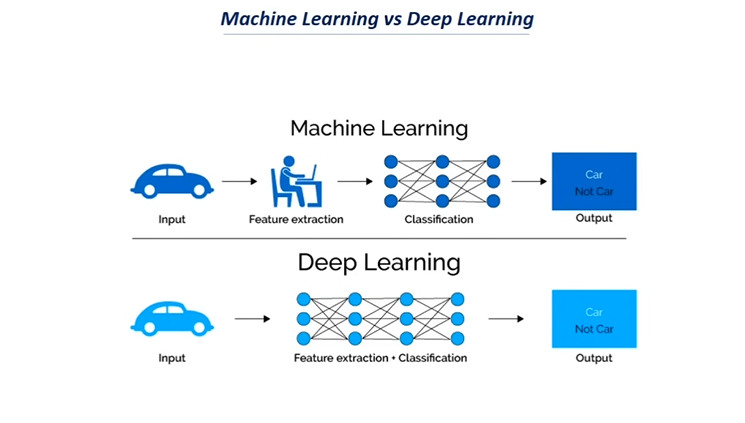 Machine Learning vs Deep Learning
Machine Learning
Car
Not Car
Input
Feature extraction
Classification
Output
Deep Learning
Car
Not Car
Input
Feature extraction + Classification
Output